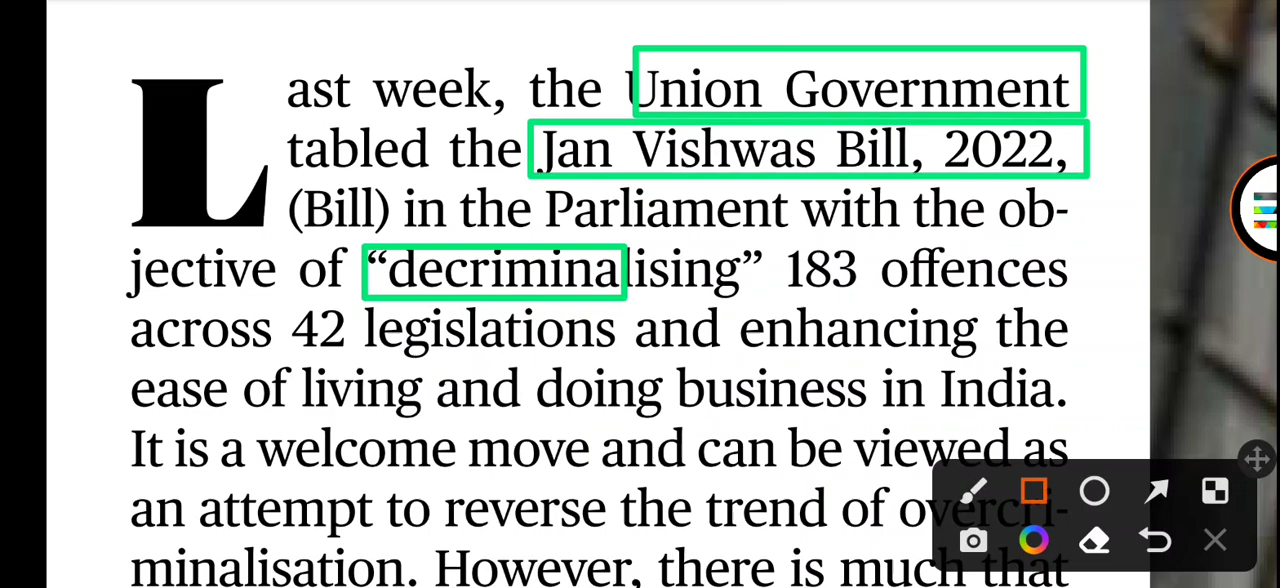 Last week, the Union Government
tabled the Jan Vishwas Bill, 2022,
(Bill) in the Parliament with the ob-
jective of “decriminalising” 183 offences
across 42 legislations and enhancing the
ease of living and doing business in India.
It is a welcome move and can be viewed as
an attempt to reverse the trend of overcri-
minalisation. However, there is much that